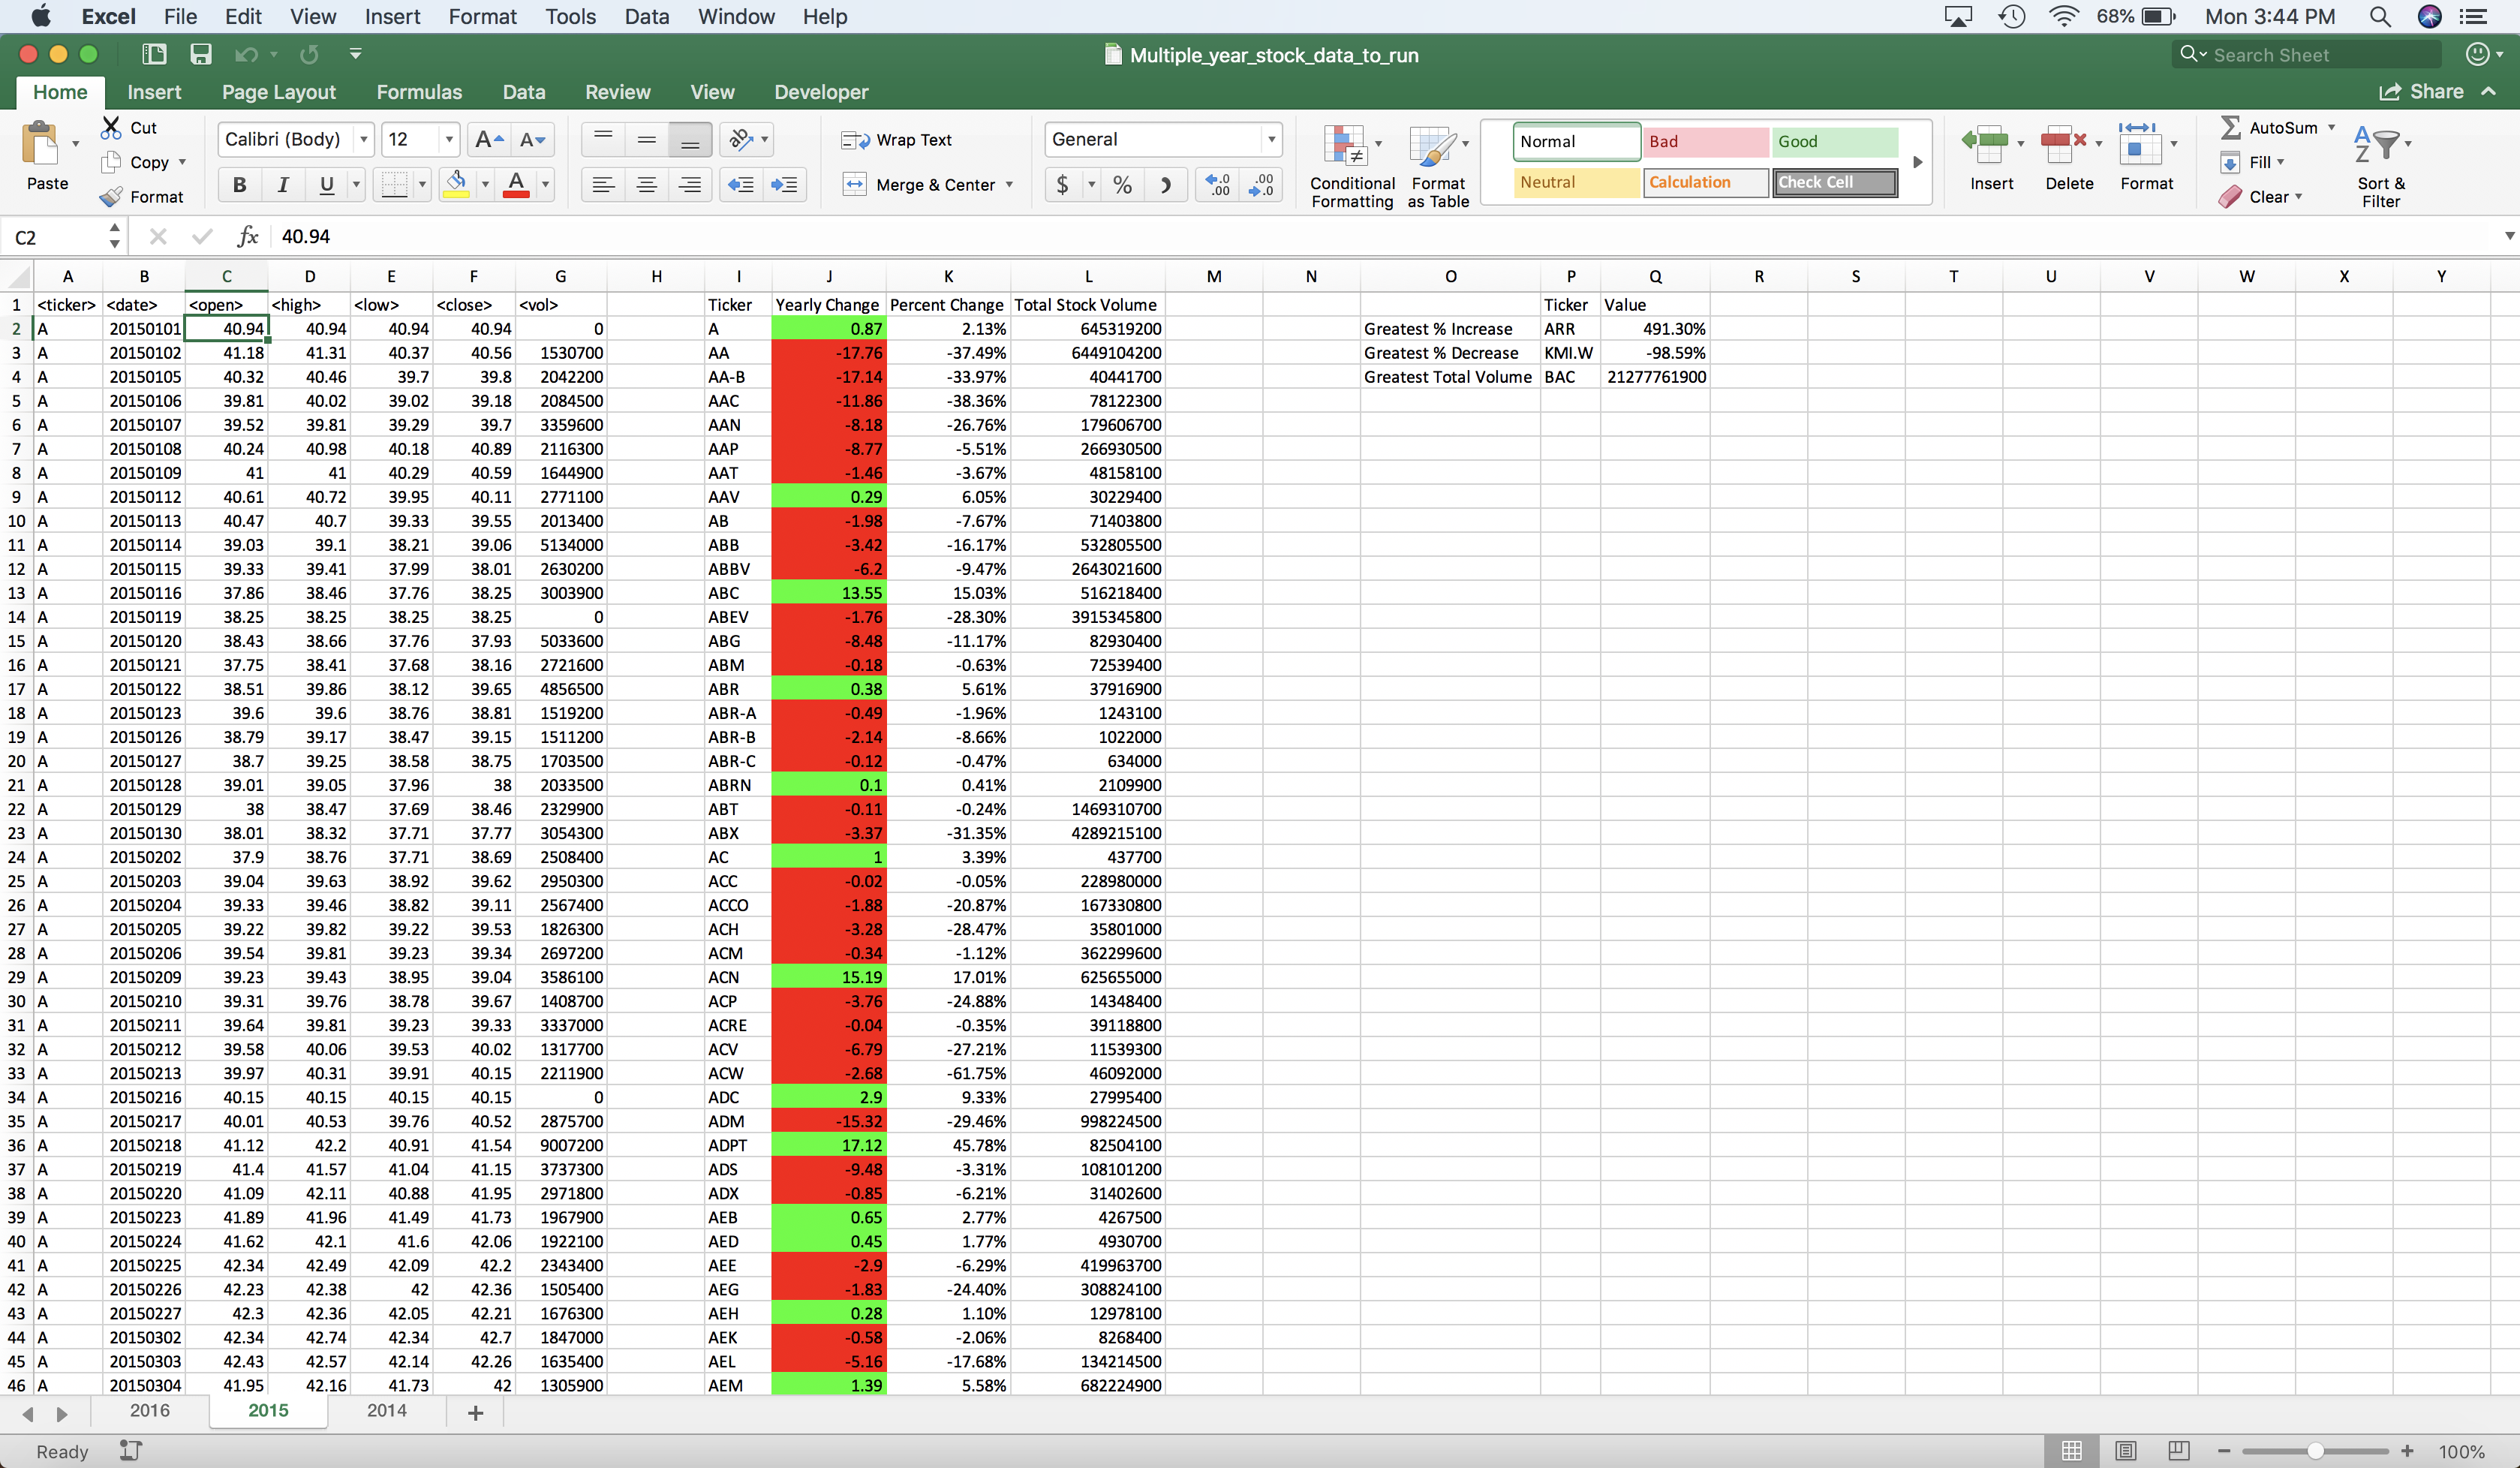 Excel File Edit View Insert Format Tools Data Window Help 68% Mon 3:44 PM
Multiple_year_stock_data_to_run Search Sheet
Home Insert Page Layout Formulas Data Review View Developer Share
Paste Cut Copy Format
Calibri (Body) 12 A A
B I U A
Wrap Text
Merge & Center
General
$ % ) .0 .00 .00 .0
Conditional Formatting
Format as Table
Normal Bad Good
Neutral Calculation Check Cell
Insert Delete Format
AutoSum
Fill
Clear
Sort & Filter
C2 fx 40.94
A B C D E F G H I J K L M N O P Q R S T U V W X Y
1 <ticker> <date> <open> <high> <low> <close> <vol> Ticker Yearly Change Percent Change Total Stock Volume Ticker Value
2 A 20150101 40.94 40.94 40.94 40.94 0 A 0.87 2.13% 645319200 Greatest % Increase ARR 491.30%
3 A 20150102 41.18 41.31 40.37 40.56 1530700 AA -17.76 -37.49% 6449104200 Greatest % Decrease KMI.W -98.59%
4 A 20150105 40.32 40.46 39.7 39.8 2042200 AA-B -17.14 -33.97% 40441700 Greatest Total Volume BAC 21277761900
5 A 20150106 39.81 40.02 39.02 39.18 2084500 AAC -11.86 -38.36% 78122300
6 A 20150107 39.52 39.81 39.29 39.7 3359600 AAN -8.18 -26.76% 179606700
7 A 20150108 40.24 40.98 40.18 40.89 2116300 AAP -8.77 -5.51% 266930500
8 A 20150109 41 41 40.29 40.59 1644900 AAT -1.46 -3.67% 48158100
9 A 20150112 40.61 40.72 39.95 40.11 2771100 AAV 0.29 6.05% 30229400
10 A 20150113 40.47 40.7 39.33 39.55 2013400 AB -1.98 -7.67% 71403800
11 A 20150114 39.03 39.1 38.21 39.06 5134000 ABB -3.42 -16.17% 532805500
12 A 20150115 39.33 39.41 37.99 38.01 2630200 ABBV -6.2 -9.47% 2643021600
13 A 20150116 37.86 38.46 37.76 38.25 3003900 ABC 13.55 15.03% 516218400
14 A 20150119 38.25 38.25 38.25 38.25 0 ABEV -1.76 -28.30% 3915345800
15 A 20150120 38.43 38.66 37.76 37.93 5033600 ABG -8.48 -11.17% 82930400
16 A 20150121 37.75 38.41 37.68 38.16 2721600 ABM -0.18 -0.63% 72539400
17 A 20150122 38.51 39.86 38.12 39.65 4856500 ABR 0.38 5.61% 37916900
18 A 20150123 39.6 39.6 38.76 38.81 1519200 ABR-A -0.49 -1.96% 1243100
19 A 20150126 38.79 39.17 38.47 39.15 1511200 ABR-B -2.14 -8.66% 1022000
20 A 20150127 38.7 39.25 38.58 38.75 1703500 ABR-C -0.12 -0.47% 634000
21 A 20150128 39.01 39.05 37.96 38 2033500 ABRN 0.1 0.41% 2109900
22 A 20150129 38 38.47 37.69 38.46 2329900 ABT -0.11 -0.24% 1469310700
23 A 20150130 38.01 38.32 37.71 37.77 3054300 ABX -3.37 -31.35% 4289215100
24 A 20150202 37.9 38.76 37.71 38.69 2508400 AC 1 3.39% 437700
25 A 20150203 39.04 39.63 38.92 39.62 2950300 ACC -0.02 -0.05% 228980000
26 A 20150204 39.33 39.46 38.82 39.11 2567400 ACCO -1.88 -20.87% 167330800
27 A 20150205 39.22 39.82 39.22 39.53 1826300 ACH -3.28 -28.47% 35801000
28 A 20150206 39.54 39.81 39.23 39.34 2697200 ACM -0.34 -1.12% 362299600
29 A 20150209 39.23 39.43 38.95 39.04 3586100 ACN 15.19 17.01% 625655000
30 A 20150210 39.31 39.76 38.78 39.67 1408700 ACP -3.76 -24.88% 14348400
31 A 20150211 39.64 39.81 39.23 39.33 3337000 ACRE -0.04 -0.35% 39118800
32 A 20150212 39.58 40.06 39.53 40.02 1317700 ACV -6.79 -27.21% 11539300
33 A 20150213 39.97 40.31 39.91 40.15 2211900 ACW -2.68 -61.75% 46092000
34 A 20150216 40.15 40.15 40.15 40.15 0 ADC 2.9 9.33% 27995400
35 A 20150217 40.01 40.53 39.76 40.52 2875700 ADM -15.32 -29.46% 998224500
36 A 20150218 41.12 42.2 40.91 41.54 9007200 ADPT 17.12 45.78% 82504100
37 A 20150219 41.4 41.57 41.04 41.15 3737300 ADS -9.48 -3.31% 108101200
38 A 20150220 41.09 42.11 40.88 41.95 2971800 ADX -0.85 -6.21% 31402600
39 A 20150223 41.89 41.96 41.49 41.73 1967900 AEB 0.65 2.77% 4267500
40 A 20150224 41.62 42.1 41.6 42.06 1922100 AED 0.45 1.77% 4930700
41 A 20150225 42.34 42.49 42.09 42.2 2343400 AEE -2.9 -6.29% 419963700
42 A 20150226 42.23 42.38 42 42.36 1505400 AEG -1.83 -24.40% 308824100
43 A 20150227 42.3 42.36 42.05 42.21 1676300 AEH 0.28 1.10% 12978100
44 A 20150302 42.34 42.74 42.34 42.7 1847000 AEK -0.58 -2.06% 8268400
45 A 20150303 42.43 42.57 42.14 42.26 1635400 AEL -5.16 -17.68% 134214500
46 A 20150304 41.95 42.16 41.73 42 1305900 AEM 1.39 5.58% 682224900
2016 2015 2014 +
Ready 100%